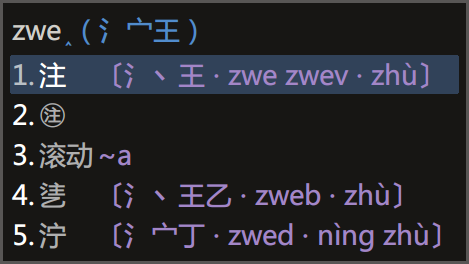 zwe‸（氵宀王）
1. 注 〔氵丶王 · zwe zwev · zhù〕
2. ㊟
3. 滚动 ~a
4. 㴤 〔氵丶王乙 · zweb · zhù〕
5. 泞 〔氵宀丁 · zwed · nìng zhù〕